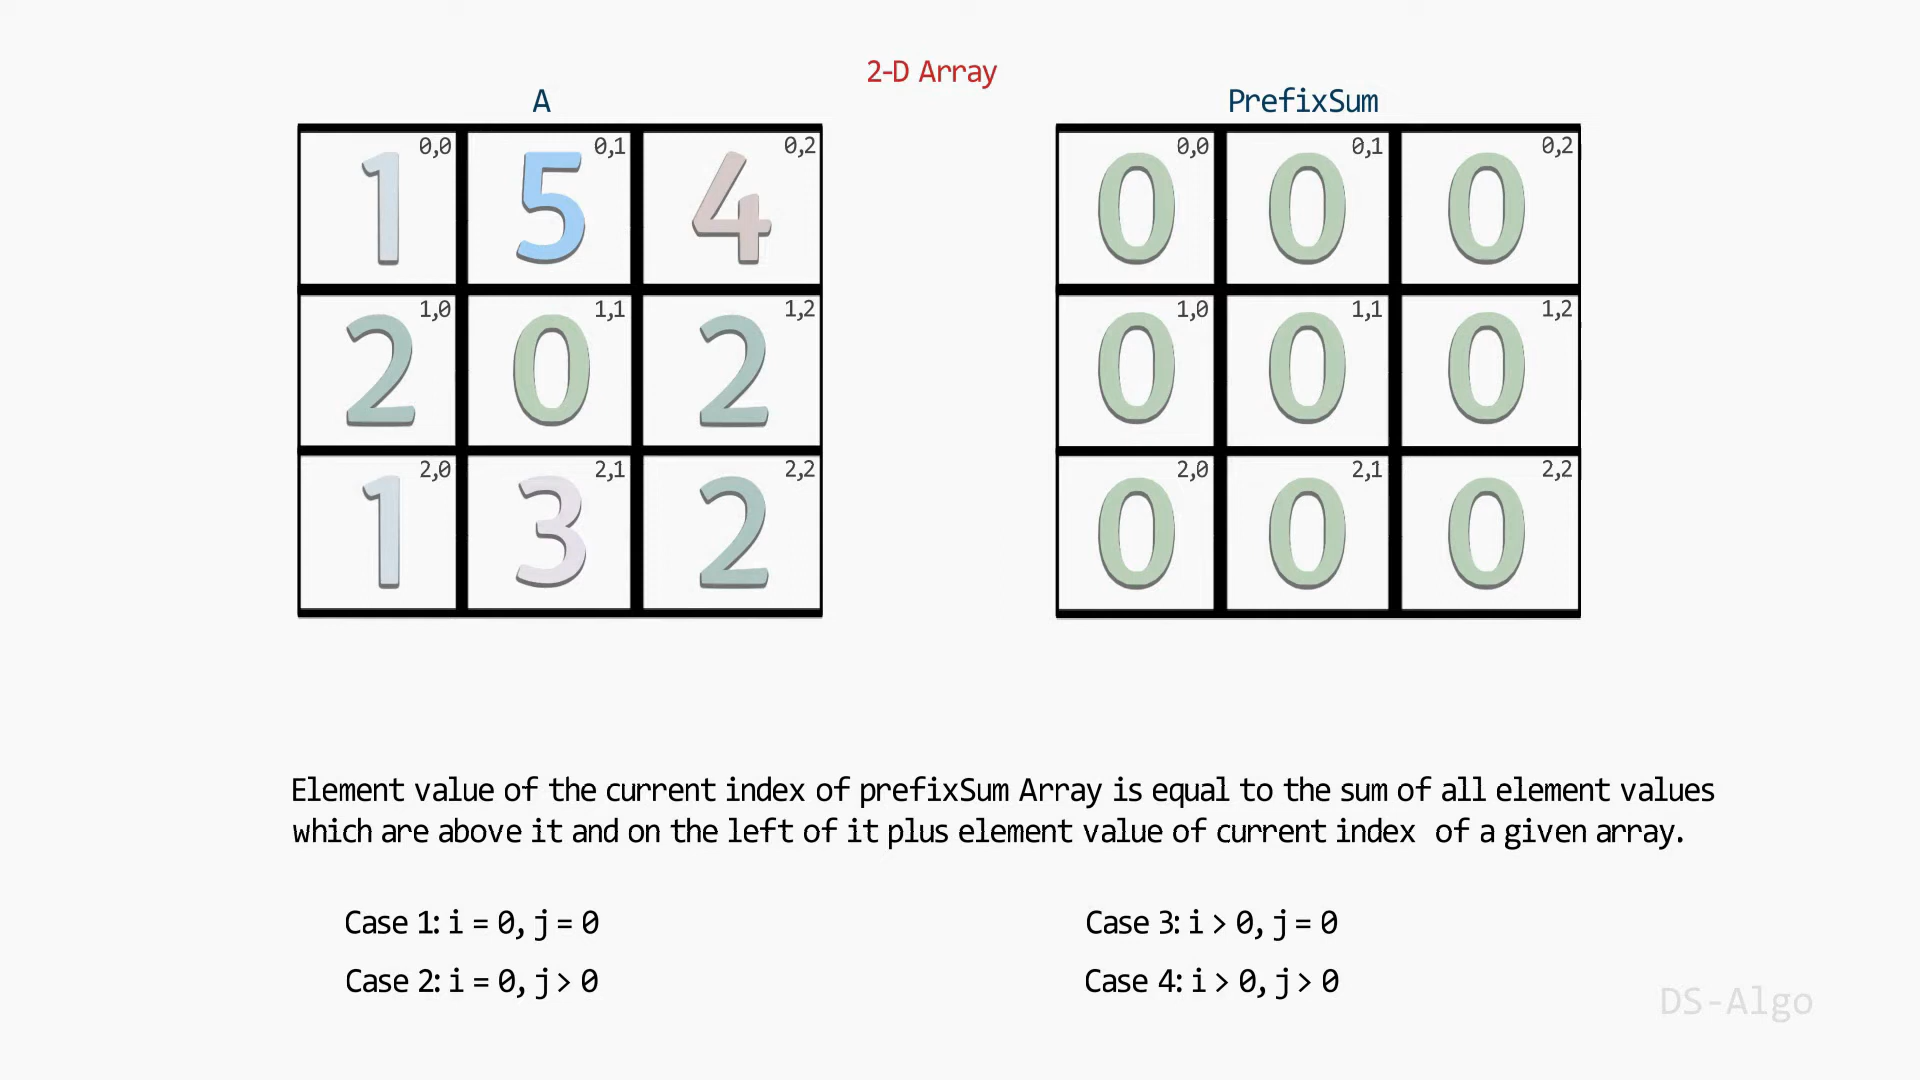 2-D Array
A
PrefixSum
0,0 0,1 0,2
1 5 4
1,0 1,1 1,2
2 0 2
2,0 2,1 2,2
1 3 2
0,0 0,1 0,2
0 0 0
1,0 1,1 1,2
0 0 0
2,0 2,1 2,2
0 0 0
Element value of the current index of prefixSum Array is equal to the sum of all element values
which are above it and on the left of it plus element value of current index of a given array.
Case 1: i = 0, j = 0
Case 2: i = 0, j > 0
Case 3: i > 0, j = 0
Case 4: i > 0, j > 0
DS-Algo